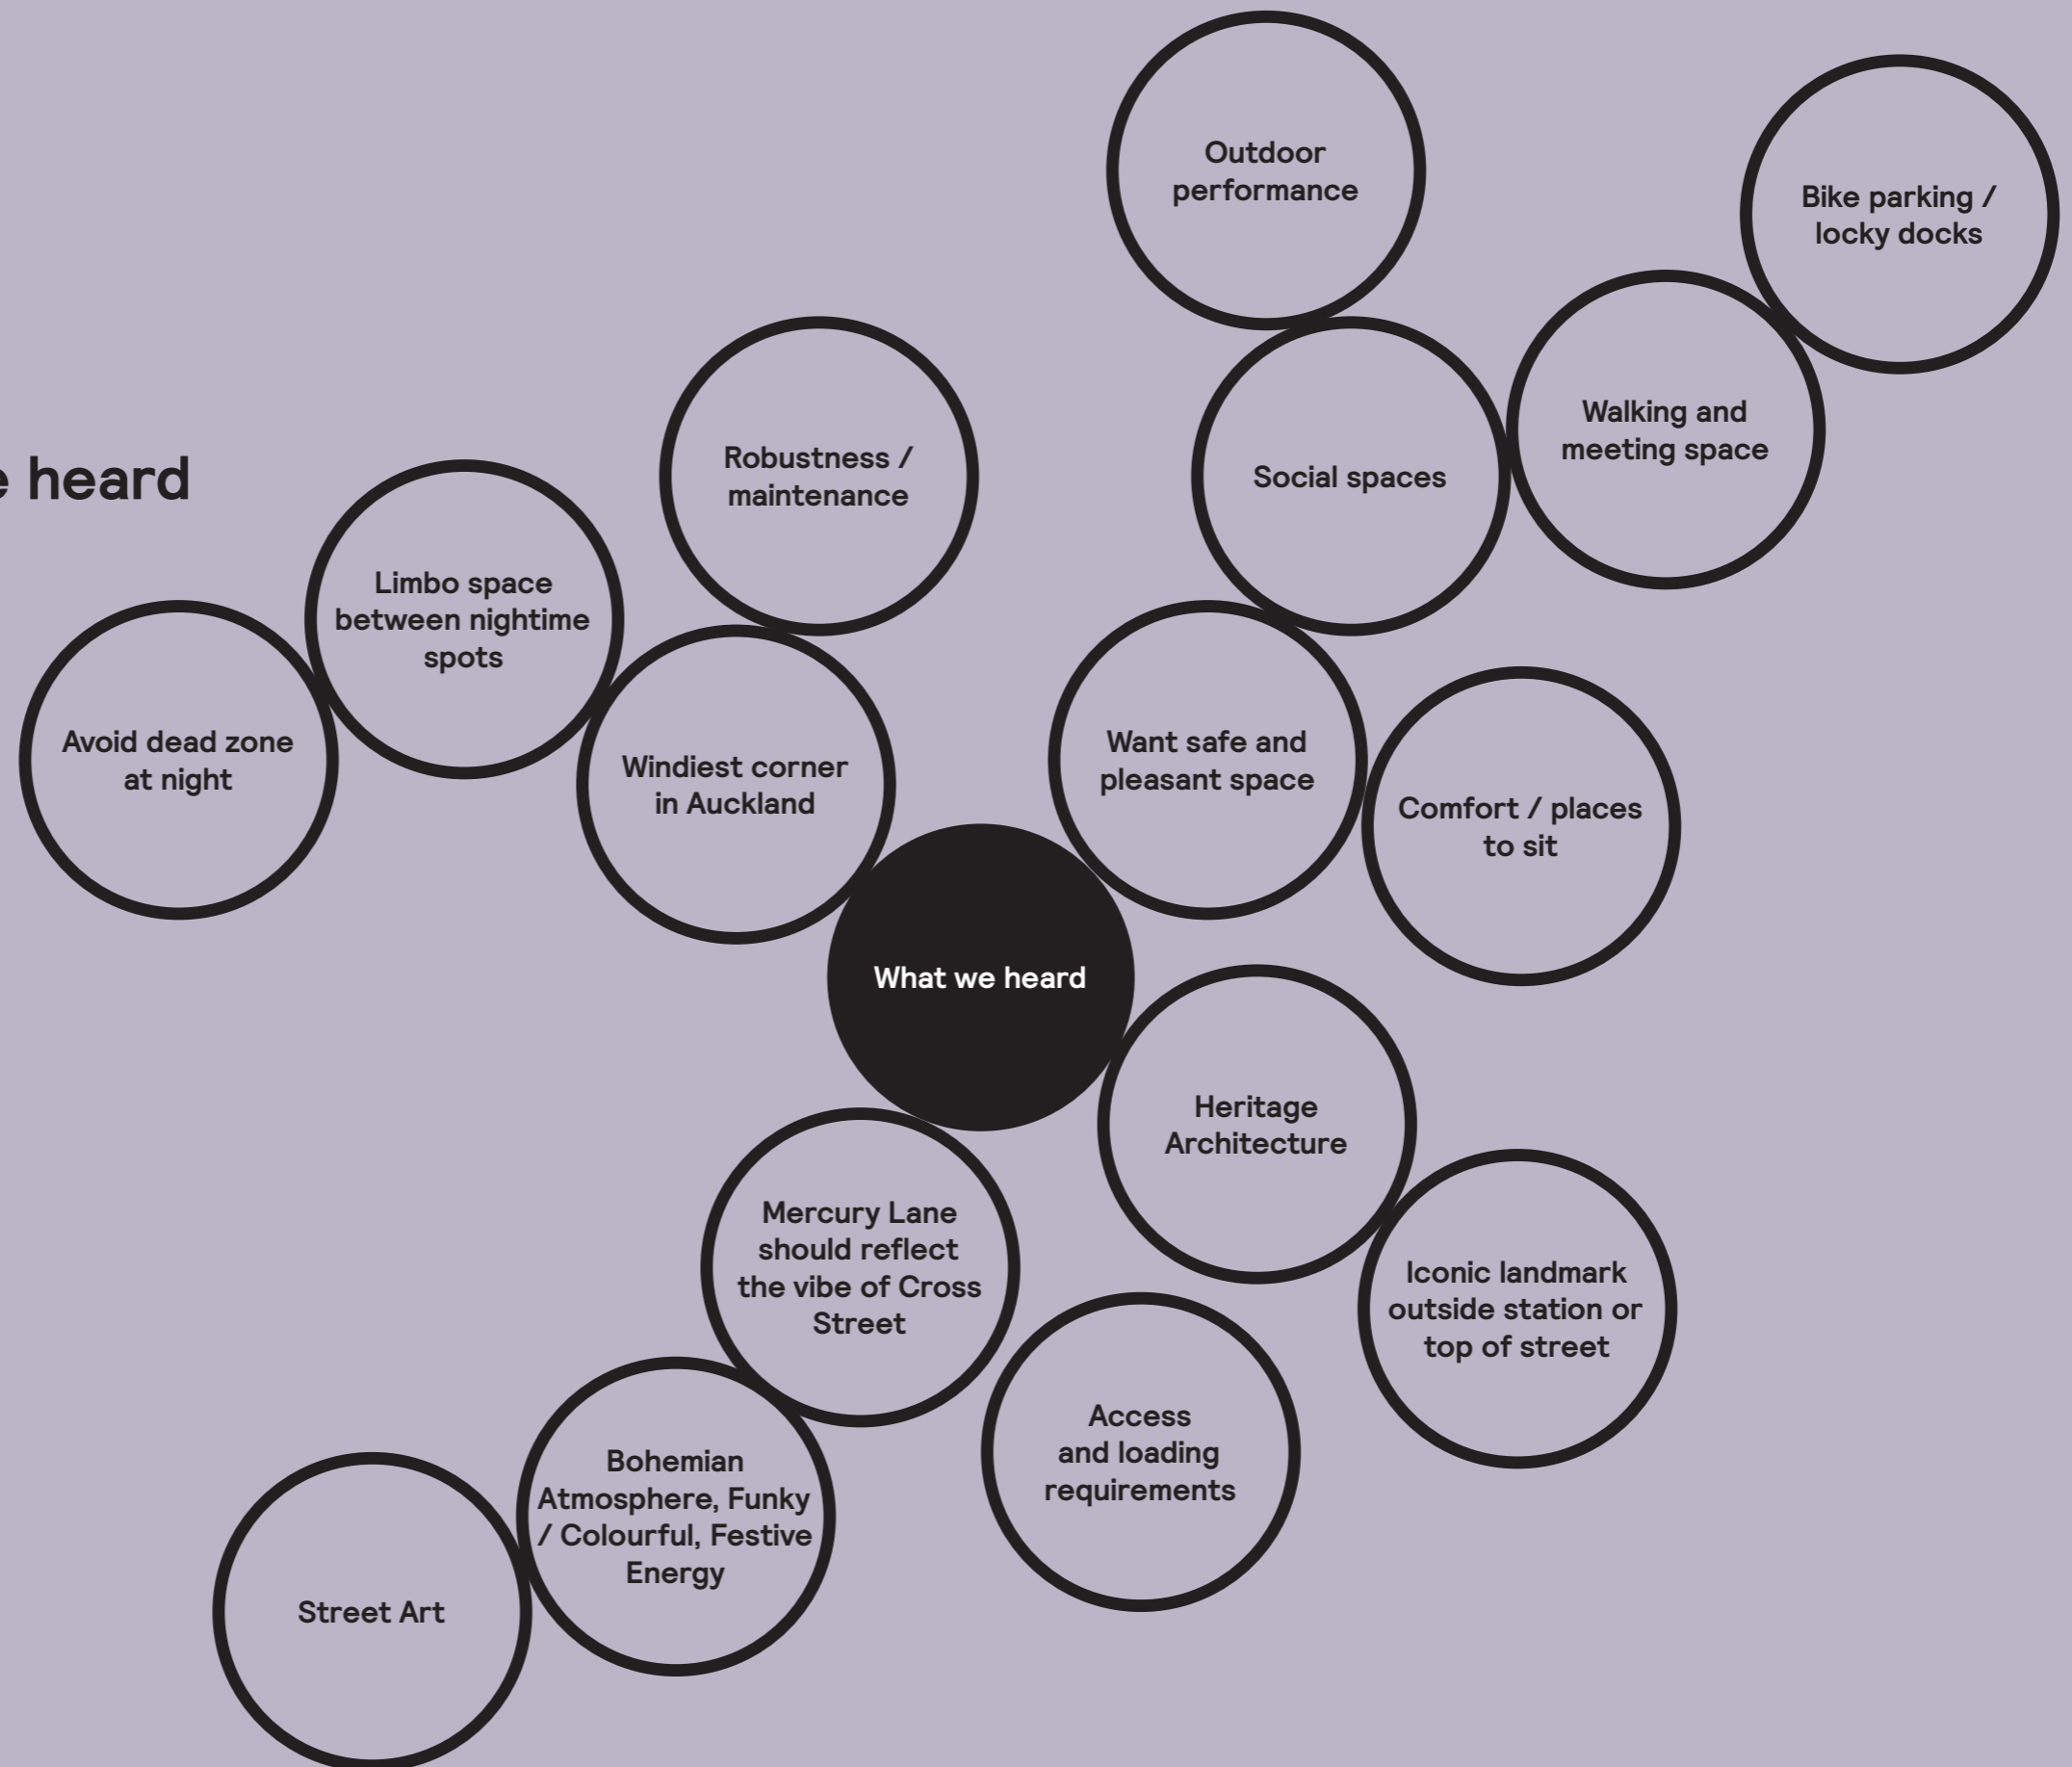 heard
Outdoor
performance
Bike parking /
locky docks
Walking and
meeting space
Social spaces
Robustness /
maintenance
Limbo space
between nightime
spots
Avoid dead zone
at night
Windiest corner
in Auckland
Want safe and
pleasant space
Comfort / places
to sit
What we heard
Heritage
Architecture
Mercury Lane
should reflect
the vibe of Cross
Street
Iconic landmark
outside station or
top of street
Access
and loading
requirements
Bohemian
Atmosphere, Funky
/ Colourful, Festive
Energy
Street Art